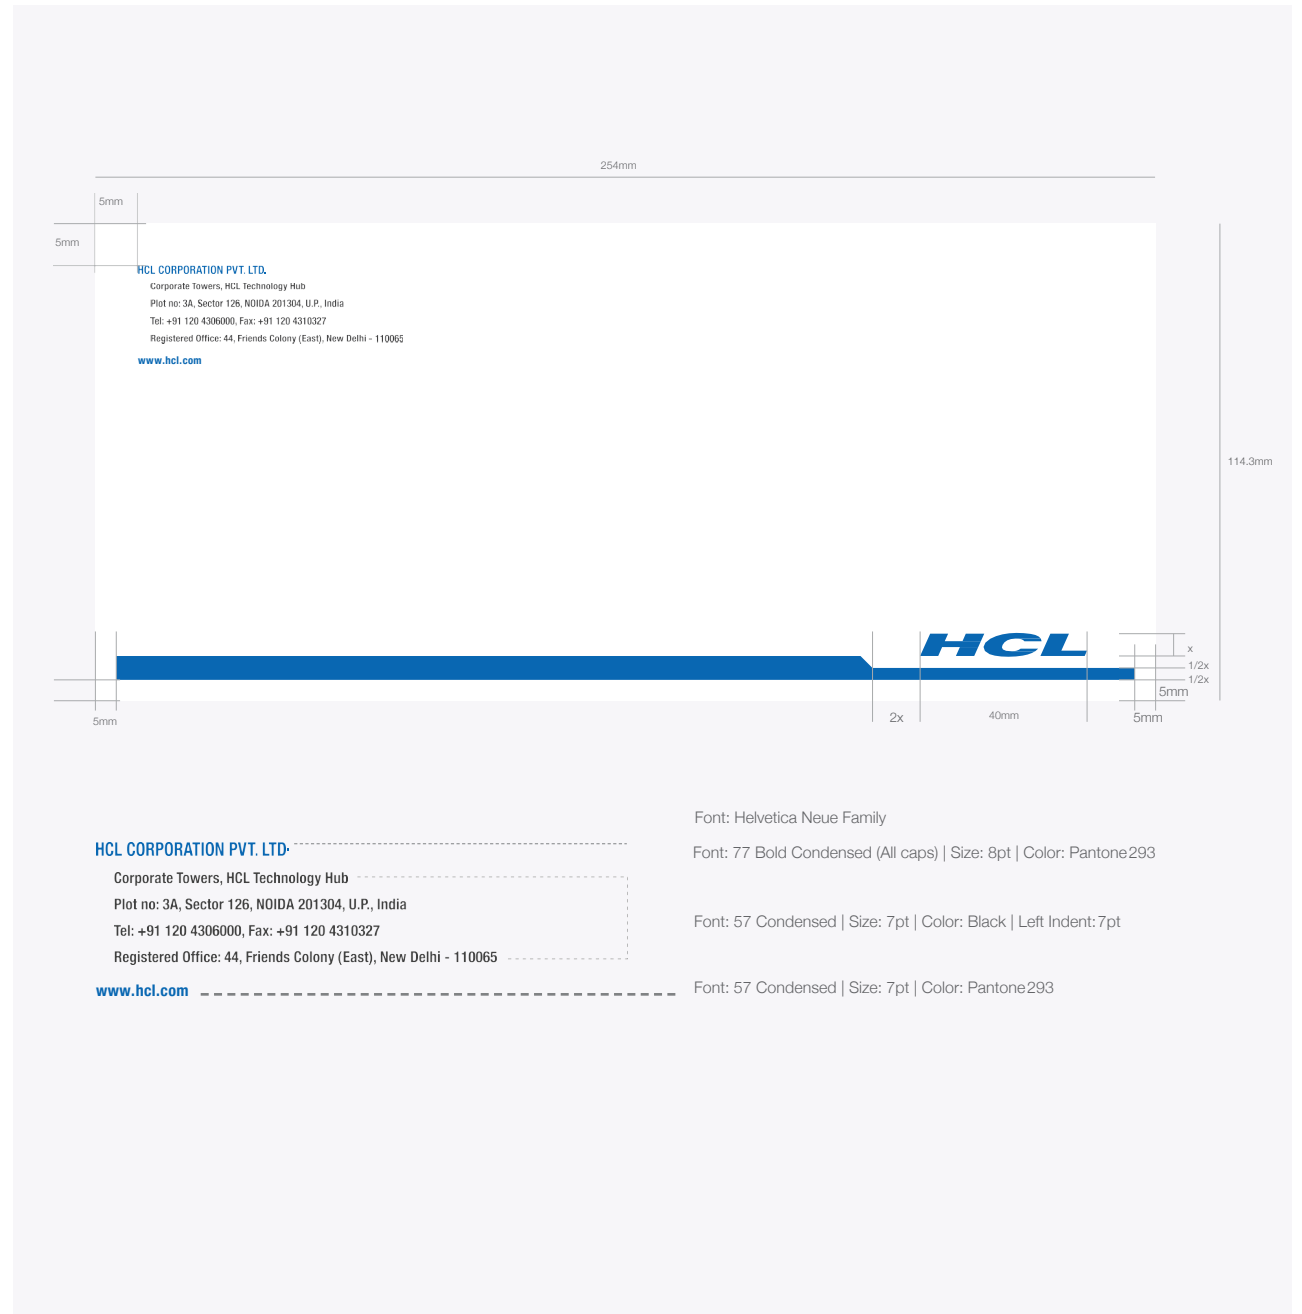 254mm
5mm
5mm
HCL CORPORATION PVT. LTD.
Corporate Towers, HCL Technology Hub
Plot no: 3A, Sector 126, NOIDA 201304, U.P., India
Tel: +91 120 4306000, Fax: +91 120 4310327
Registered Office: 44, Friends Colony (East), New Delhi - 110065
www.hcl.com
114.3mm
HCL
x
1/2x
1/2x
5mm
5mm
2x
40mm
5mm
Font: Helvetica Neue Family
HCL CORPORATION PVT. LTD.
Font: 77 Bold Condensed (All caps) | Size: 8pt | Color: Pantone 293
Corporate Towers, HCL Technology Hub
Plot no: 3A, Sector 126, NOIDA 201304, U.P., India
Font: 57 Condensed | Size: 7pt | Color: Black | Left Indent: 7pt
Tel: +91 120 4306000, Fax: +91 120 4310327
Registered Office: 44, Friends Colony (East), New Delhi - 110065
www.hcl.com
Font: 57 Condensed | Size: 7pt | Color: Pantone 293